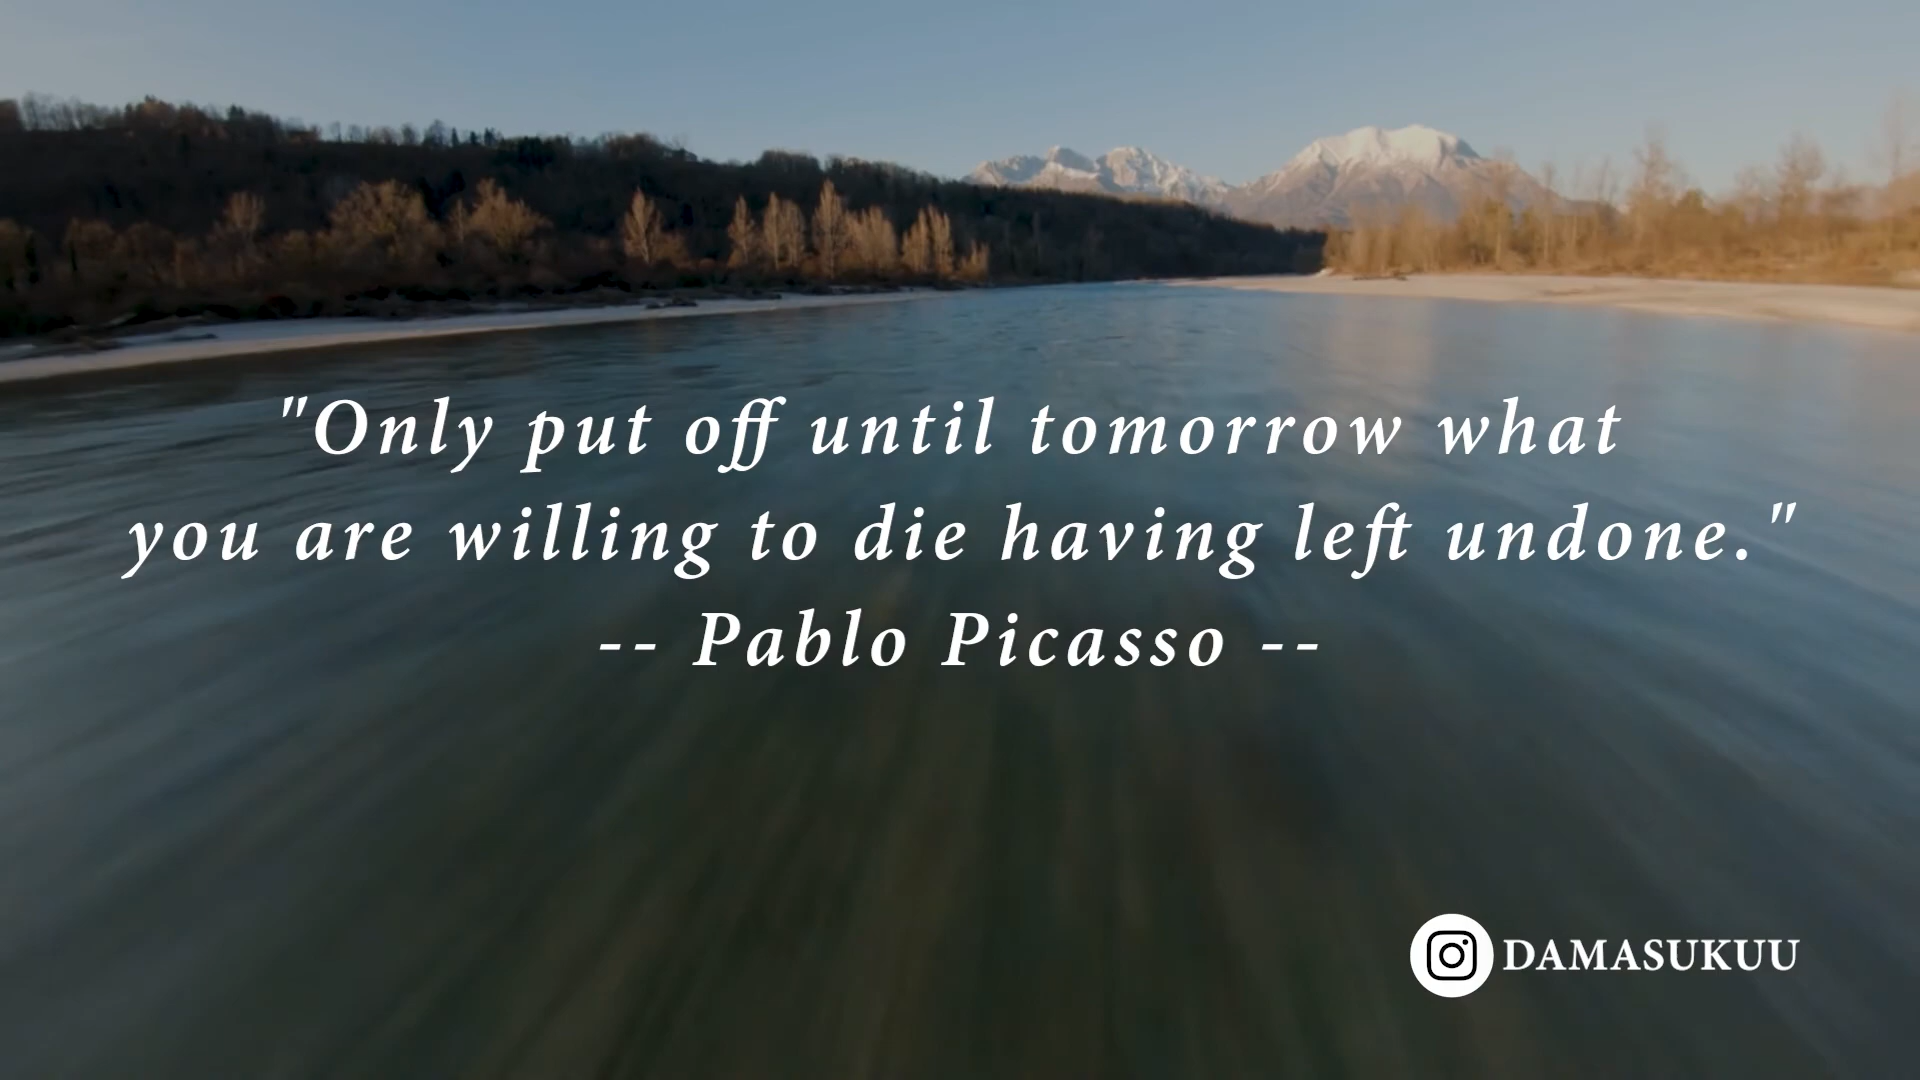 "Only put off until tomorrow what
you are willing to die having left undone."
-- Pablo Picasso --
DAMASUKUU